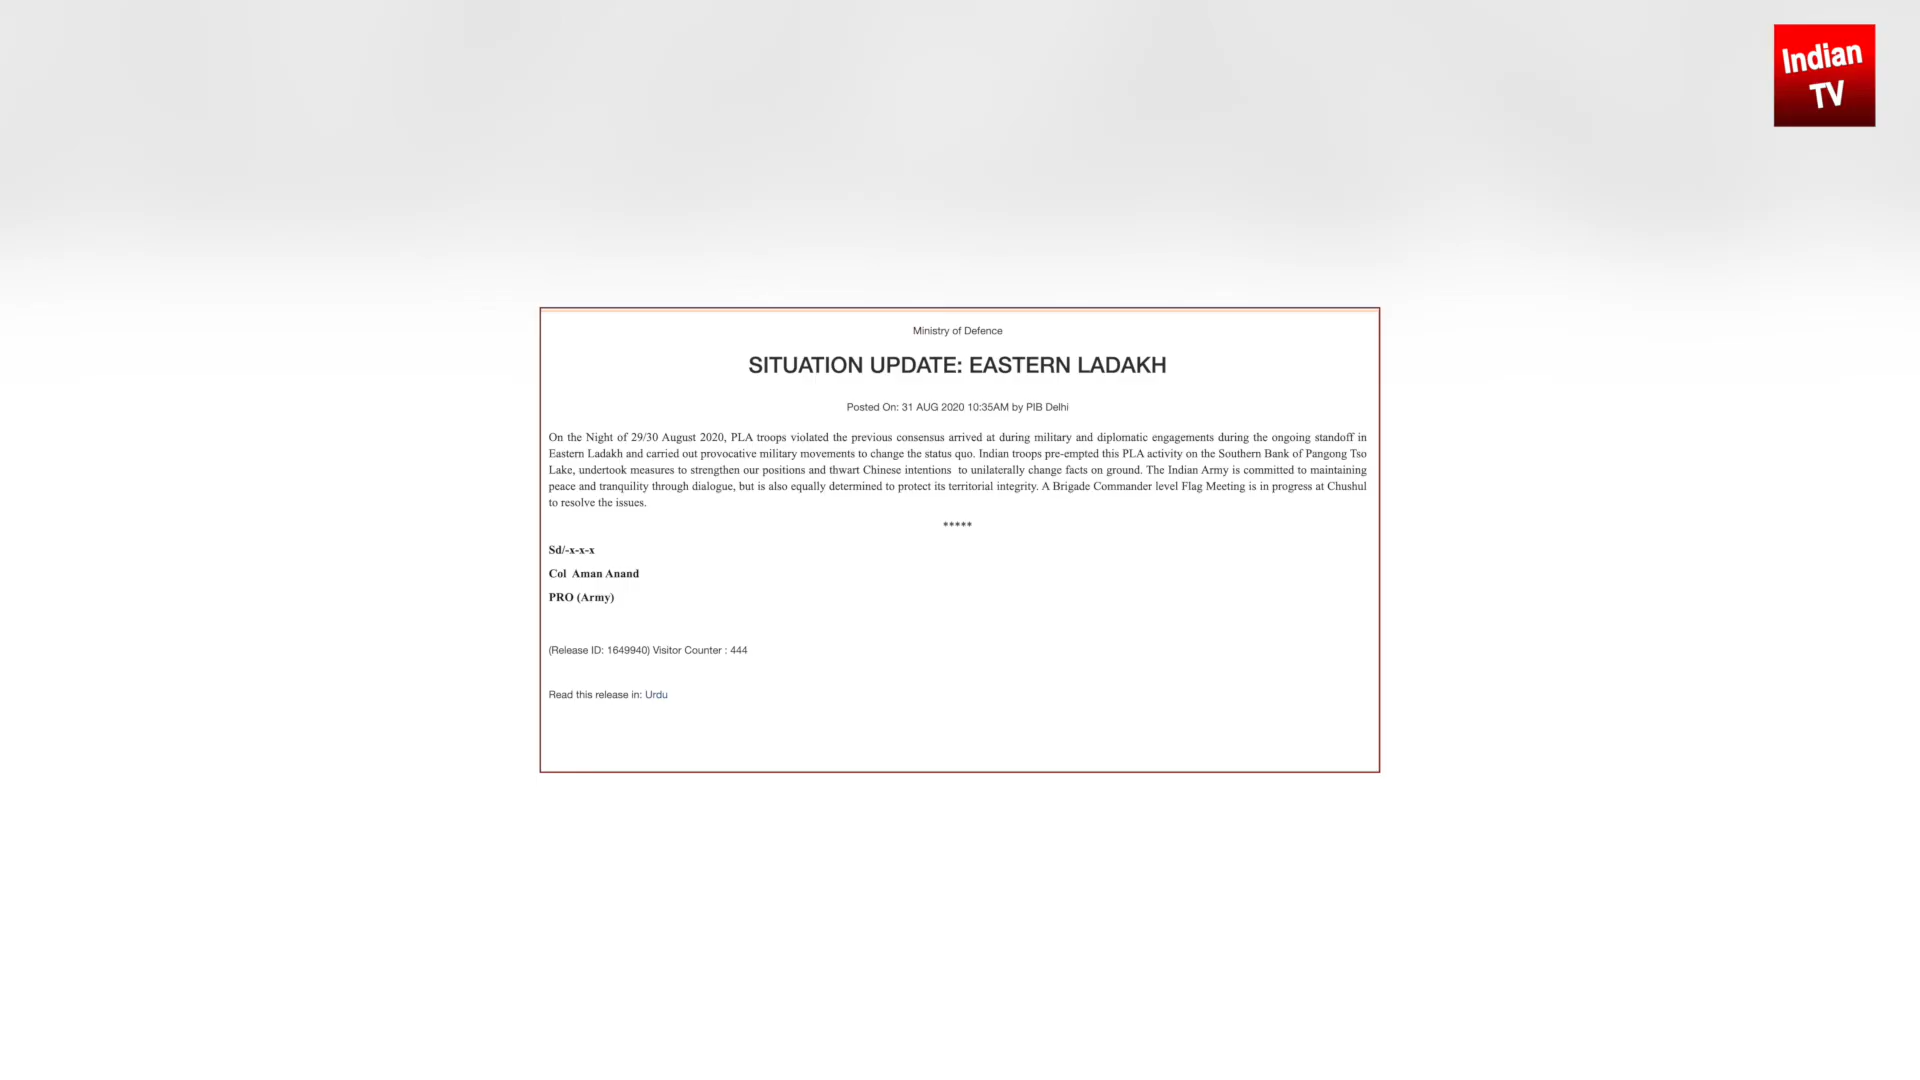 Indian
TV
Ministry of Defence
SITUATION UPDATE: EASTERN LADAKH
Posted On: 31 AUG 2020 10:35AM by PIB Delhi
On the Night of 29/30 August 2020, PLA troops violated the previous consensus arrived at during military and diplomatic engagements during the ongoing standoff in
Eastern Ladakh and carried out provocative military movements to change the status quo. Indian troops pre-empted this PLA activity on the Southern Bank of Pangong Tso
Lake, undertook measures to strengthen our positions and thwart Chinese intentions  to unilaterally change facts on ground. The Indian Army is committed to maintaining
peace and tranquility through dialogue, but is also equally determined to protect its territorial integrity. A Brigade Commander level Flag Meeting is in progress at Chushul
to resolve the issues.
*****
Sd/-x-x-x
Col  Aman Anand
PRO (Army)
(Release ID: 1649940) Visitor Counter : 444
Read this release in: Urdu